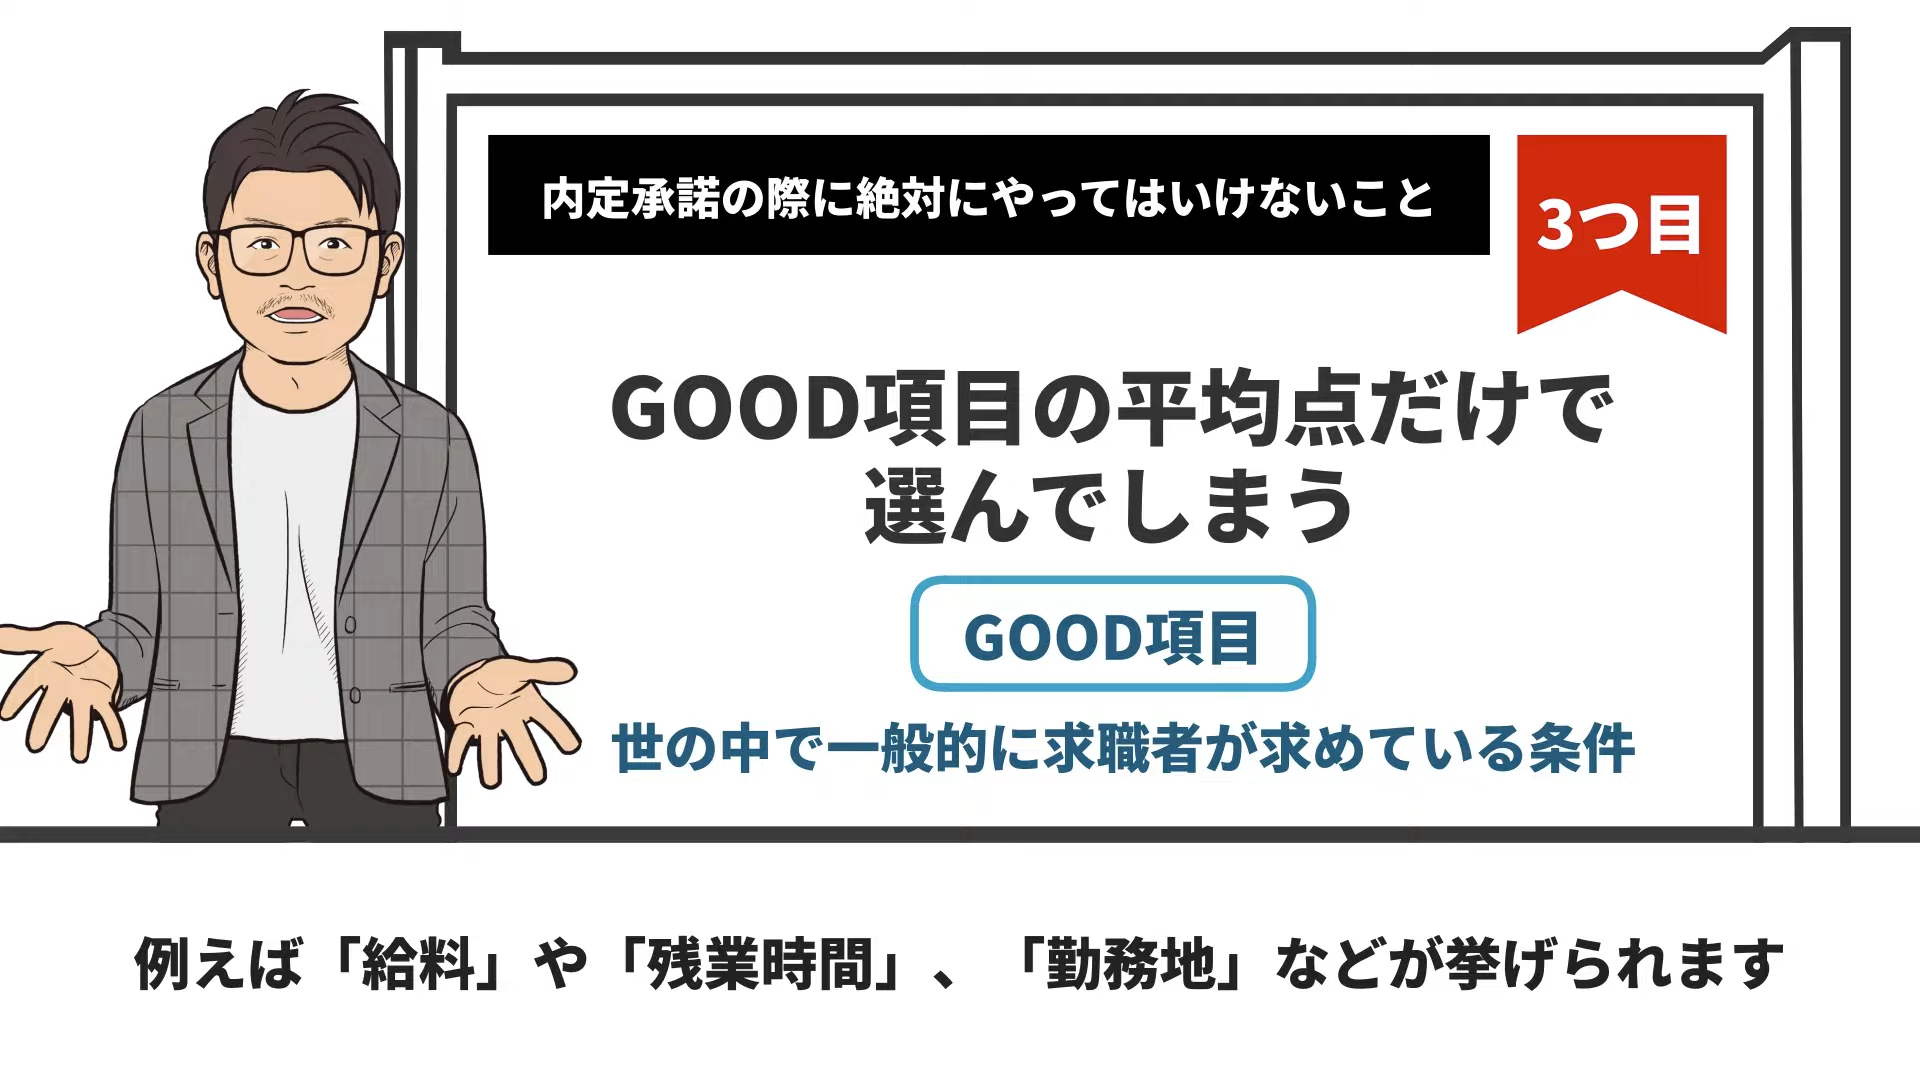 内定承諾の際に絶対にやってはいけないこと
3つ目
GOOD項目の平均点だけで
選んでしまう
GOOD項目
世の中で一般的に求職者が求めている条件
例えば「給料」や「残業時間」、「勤務地」などが挙げられます